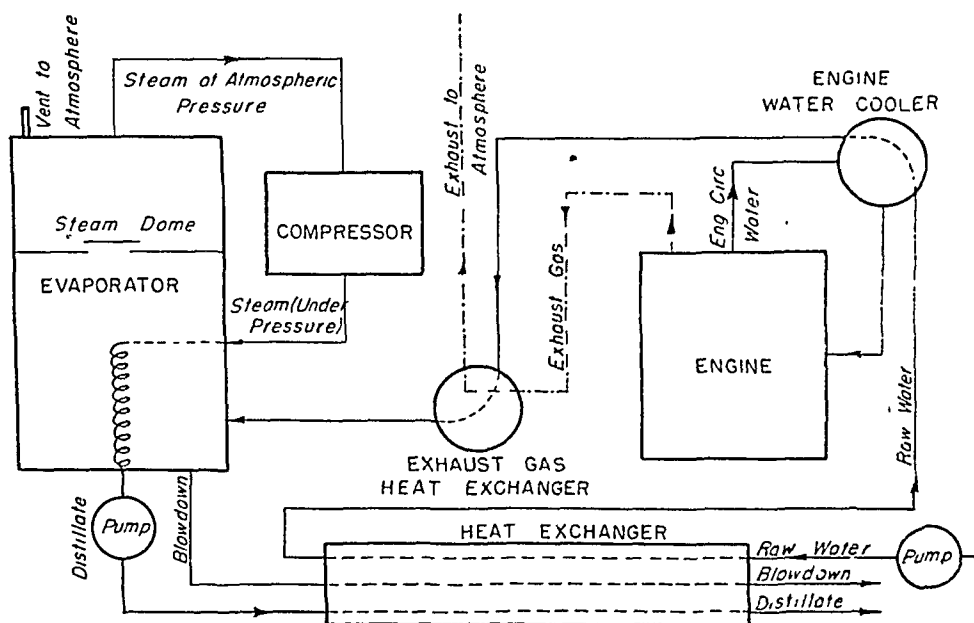 Vent to
Atmosphere
Steam at Atmospheric
Pressure
Steam Dome
EVAPORATOR
COMPRESSOR
Steam(Under
Pressure)
Exhaust to
Atmosphere
Exhaust Gas
Eng Circ
Water
ENGINE
WATER COOLER
ENGINE
Raw Water
EXHAUST GAS
HEAT EXCHANGER
Distillate
Pump
Blowdown
HEAT EXCHANGER
Raw Water
Blowdown
Distillate
Pump